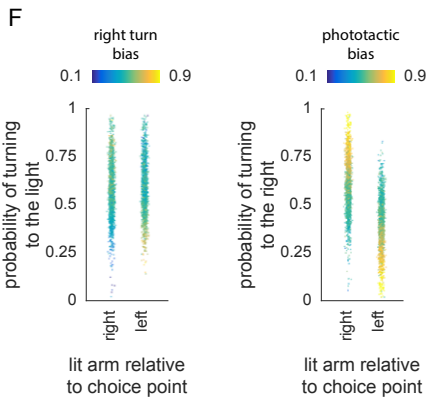 F
right turn
bias
0.1 0.9
probability of turning
to the light
1
0.75
0.5
0.25
0
right
left
lit arm relative
to choice point
phototactic
bias
0.1 0.9
probability of turning
to the right
1
0.75
0.5
0.25
0
right
left
lit arm relative
to choice point